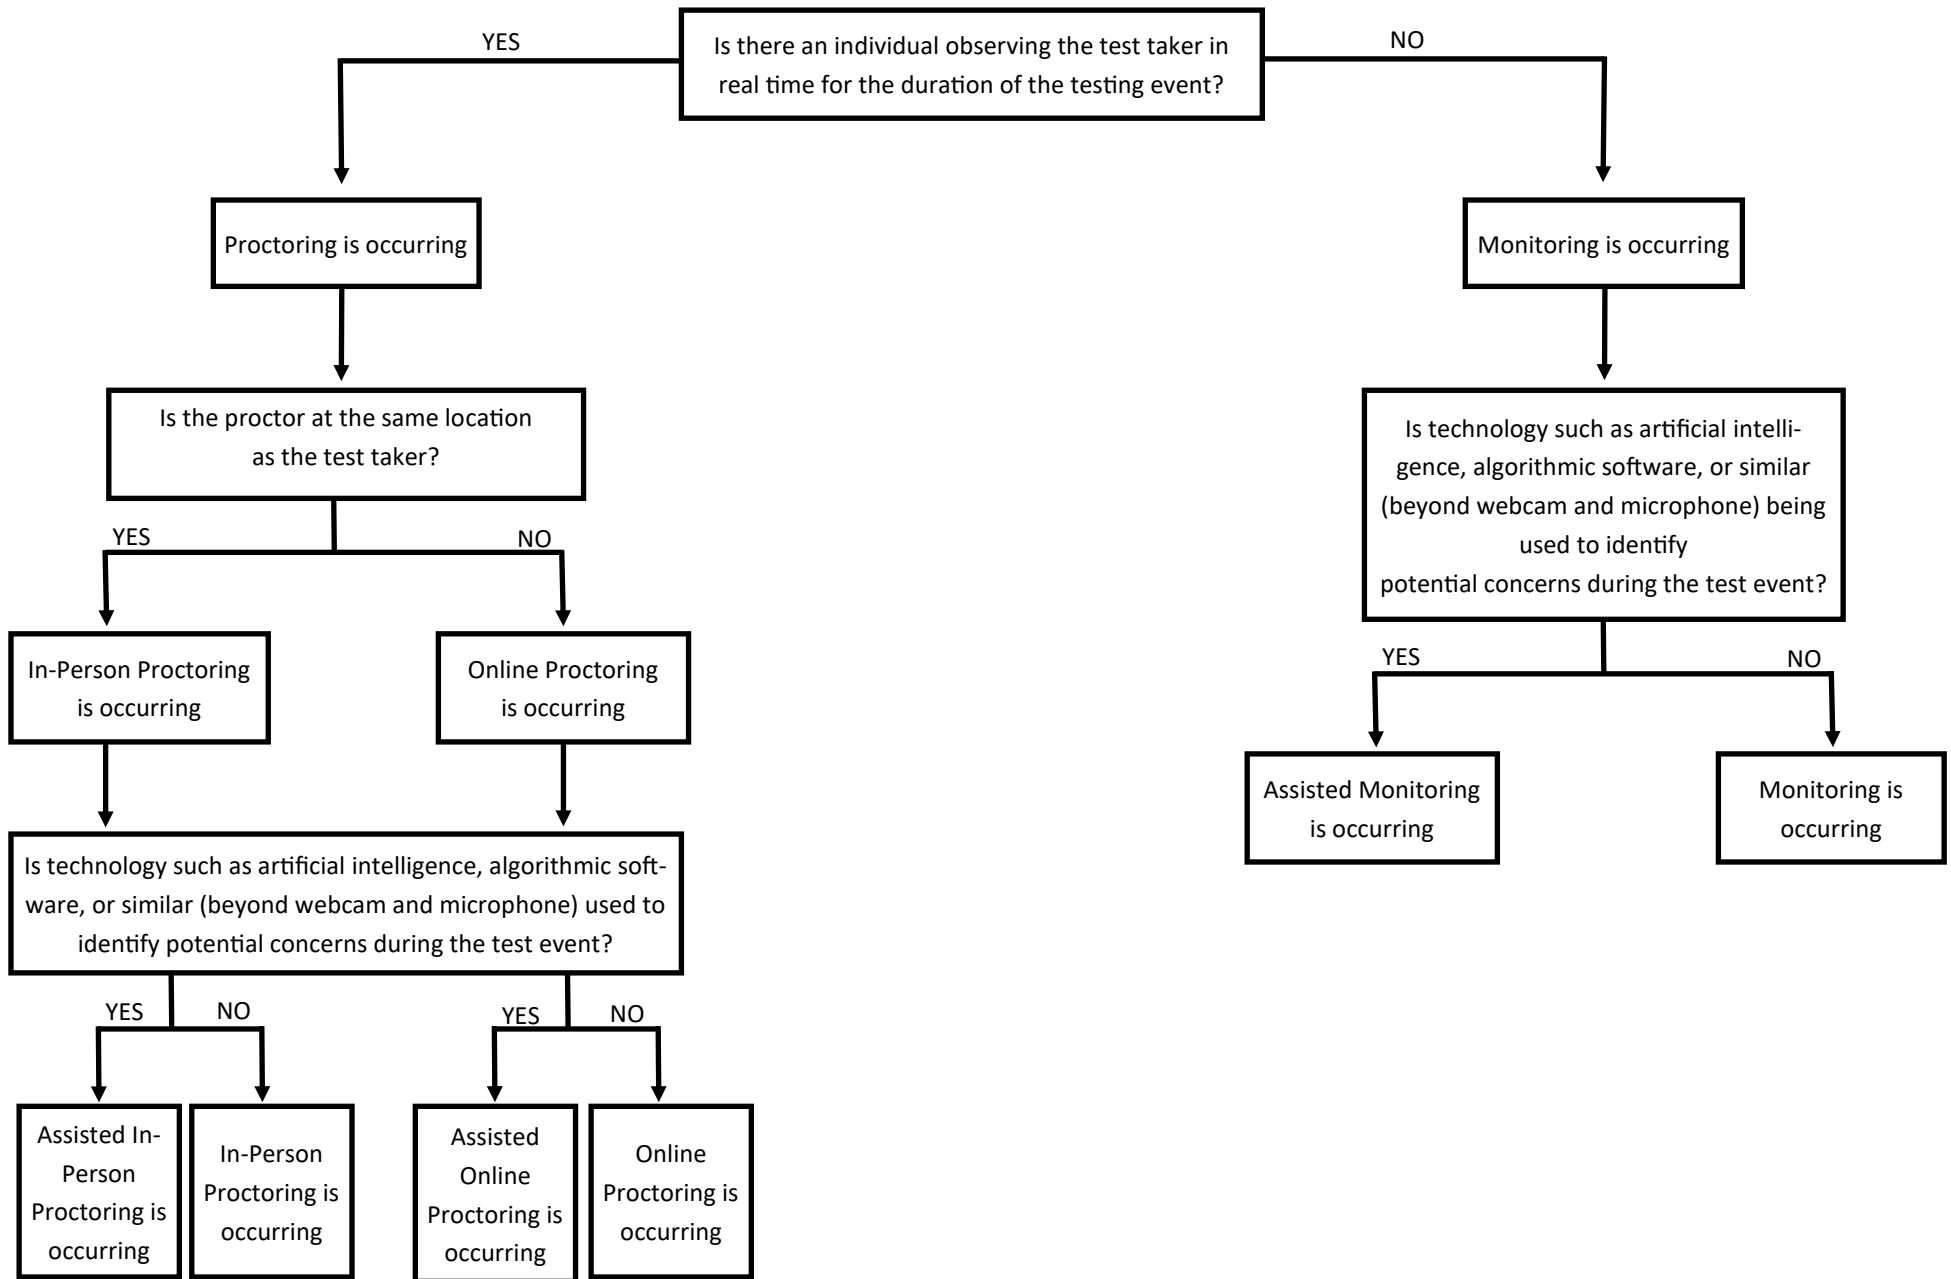 YES
Is there an individual observing the test taker in
real time for the duration of the testing event?
NO
Proctoring is occurring
Monitoring is occurring
Is the proctor at the same location
as the test taker?
YES
NO
In-Person Proctoring
is occurring
Online Proctoring
is occurring
Is technology such as artificial intelligence, algorithmic soft-
ware, or similar (beyond webcam and microphone) used to
identify potential concerns during the test event?
YES
NO
YES
NO
Assisted In-
Person
Proctoring is
occurring
In-Person
Proctoring is
occurring
Assisted
Online
Proctoring is
occurring
Online
Proctoring is
occurring
Is technology such as artificial intelli-
gence, algorithmic software, or similar
(beyond webcam and microphone) being
used to identify
potential concerns during the test event?
YES
NO
Assisted Monitoring
is occurring
Monitoring is
occurring